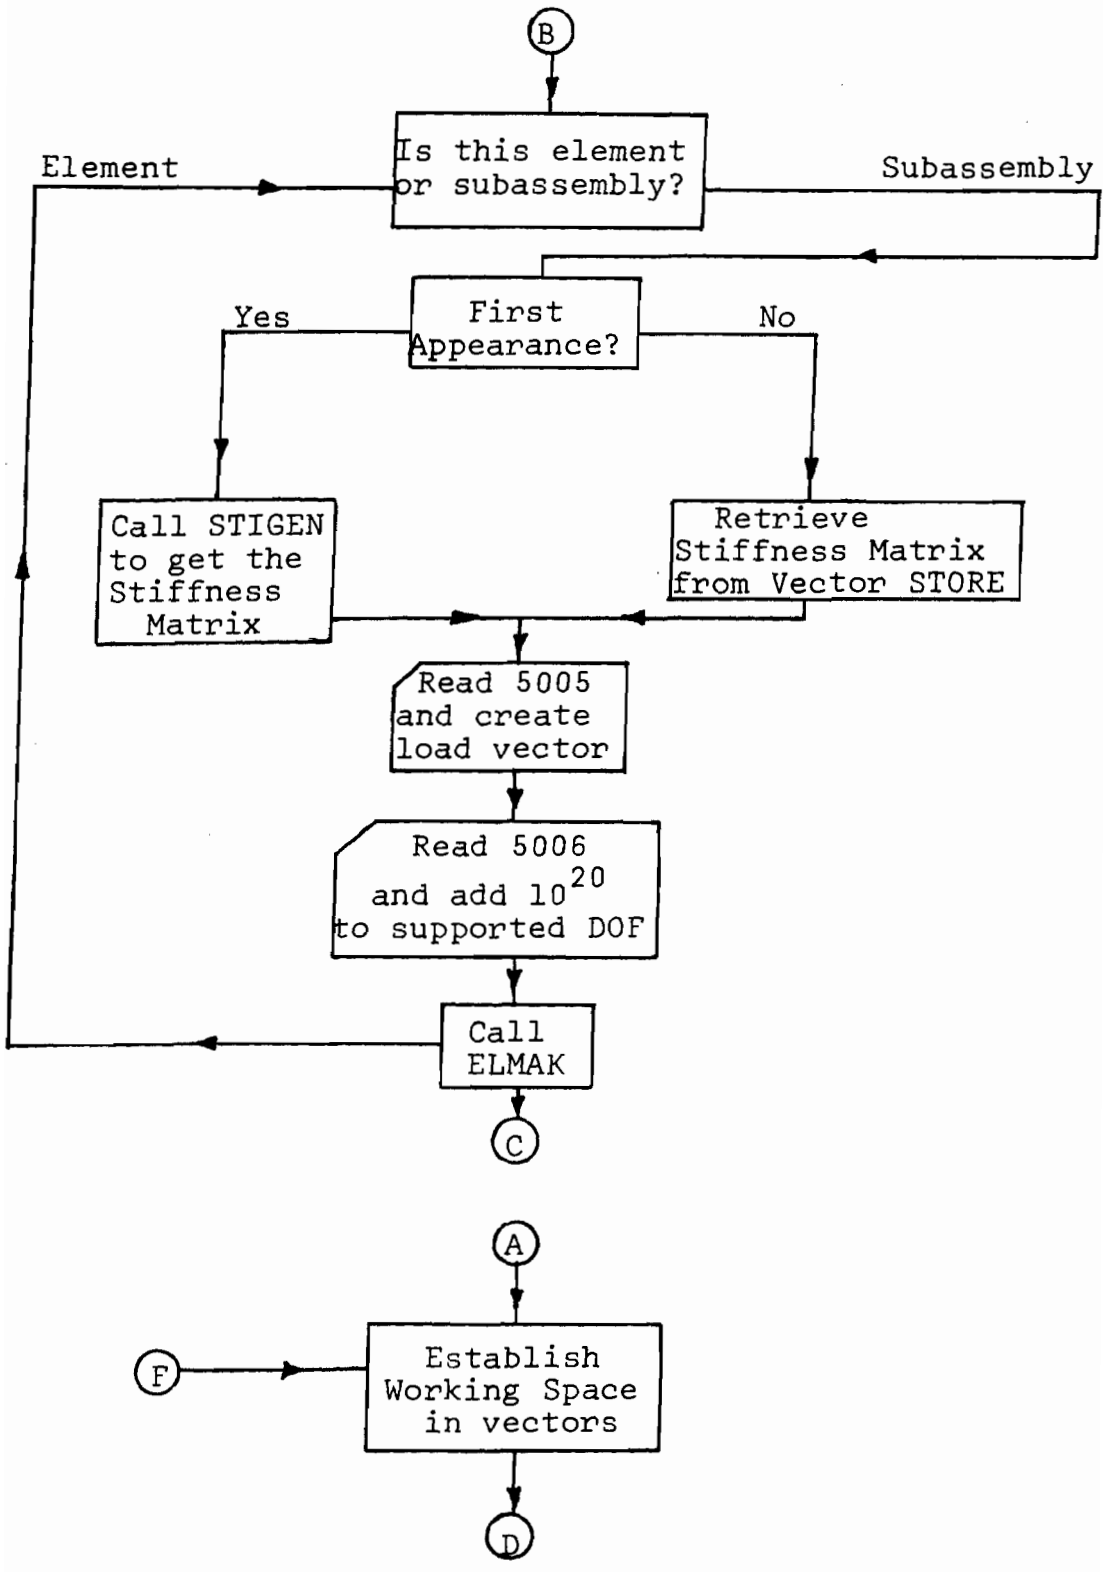 B
Is this element
or subassembly?
Element
Subassembly
First
Appearance?
Yes
No
Call STIGEN
to get the
Stiffness
Matrix
Retrieve
Stiffness Matrix
from Vector STORE
Read 5005
and create
load vector
Read 5006
and add 10^20
to supported DOF
Call
ELMAK
C
A
F
Establish
Working Space
in vectors
D